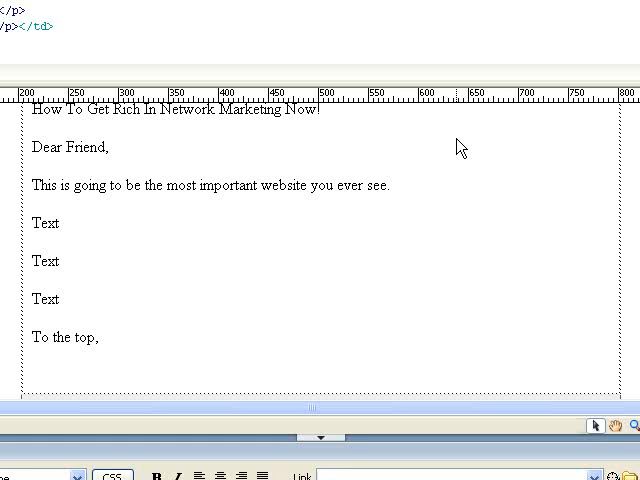 </p>
/p></td>
200 250 300 350 400 450 500 550 600 650 700 750 800
How To Get Rich In Network Marketing Now!
Dear Friend,
This is going to be the most important website you ever see.
Text
Text
Text
To the top,
CSS B I Link